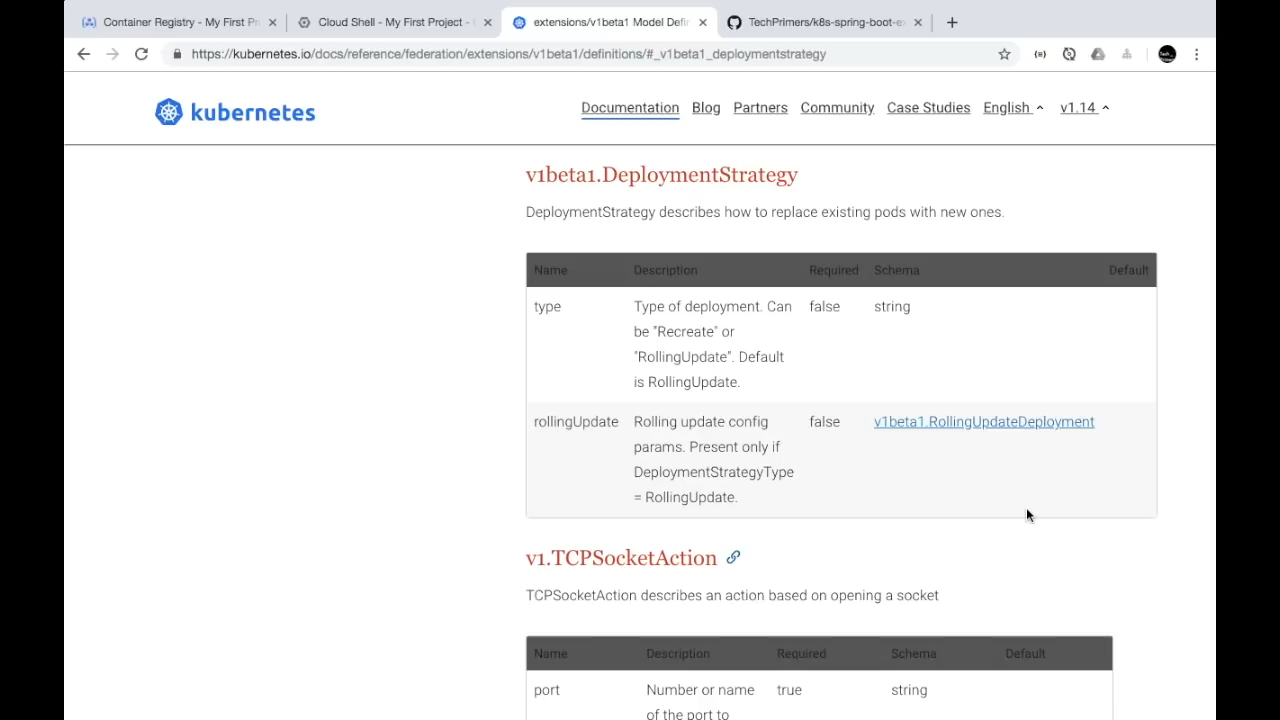 Container Registry - My First Pr
Cloud Shell - My First Project -
extensions/v1beta1 Model Defin
TechPrimers/k8s-spring-boot-ex
https://kubernetes.io/docs/reference/federation/extensions/v1beta1/definitions/#_v1beta1_deploymentstrategy
kubernetes
Documentation Blog Partners Community Case Studies English v1.14
v1beta1.DeploymentStrategy
DeploymentStrategy describes how to replace existing pods with new ones.
Name Description Required Schema Default
type Type of deployment. Can false string
be "Recreate" or
"RollingUpdate". Default
is RollingUpdate.
rollingUpdate Rolling update config false v1beta1.RollingUpdateDeployment
params. Present only if
DeploymentStrategyType
= RollingUpdate.
v1.TCPSocketAction
TCPSocketAction describes an action based on opening a socket
Name Description Required Schema Default
port Number or name true string
of the port to